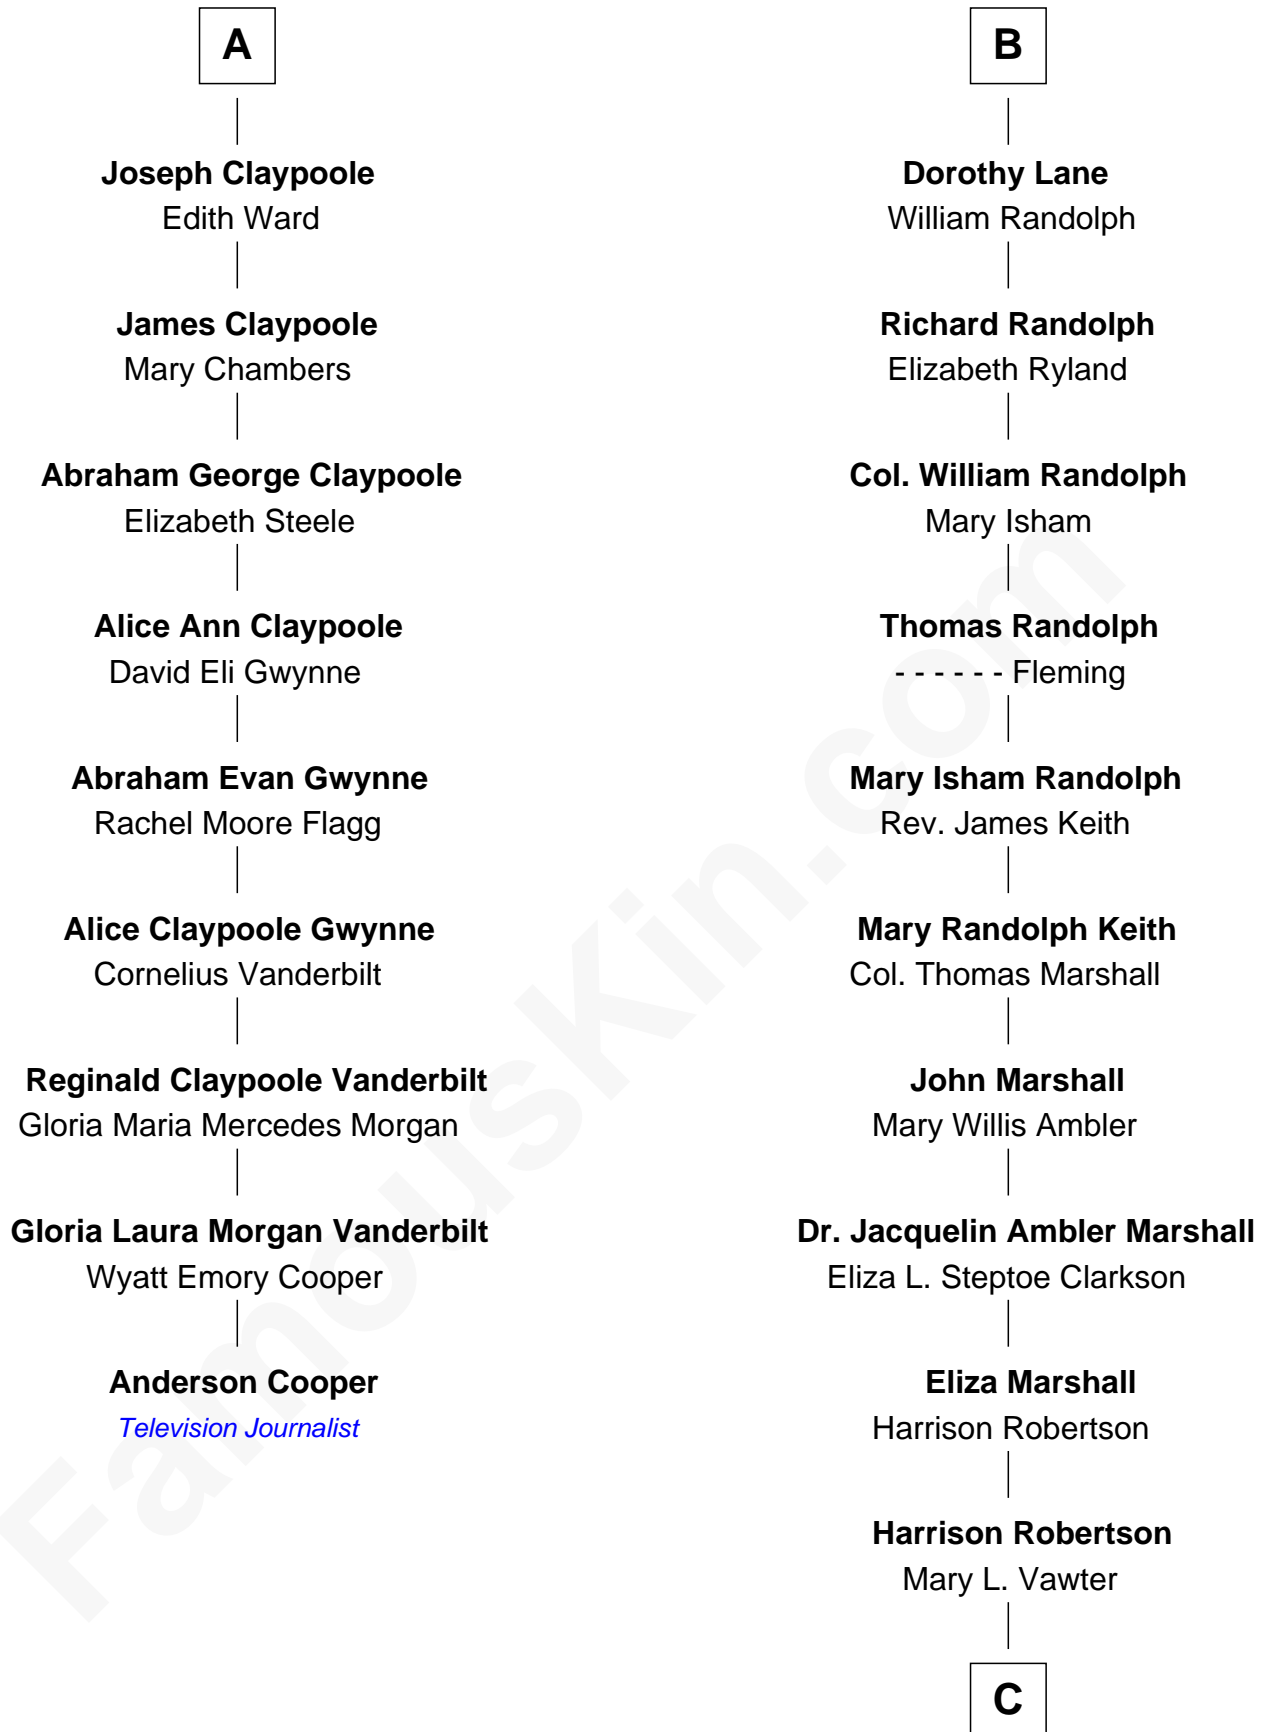 A
Joseph Claypoole
Edith Ward
James Claypoole
Mary Chambers
Abraham George Claypoole
Elizabeth Steele
Alice Ann Claypoole
David Eli Gwynne
Abraham Evan Gwynne
Rachel Moore Flagg
Alice Claypoole Gwynne
Cornelius Vanderbilt
Reginald Claypoole Vanderbilt
Gloria Maria Mercedes Morgan
Gloria Laura Morgan Vanderbilt
Wyatt Emory Cooper
Anderson Cooper
Television Journalist
B
Dorothy Lane
William Randolph
Richard Randolph
Elizabeth Ryland
Col. William Randolph
Mary Isham
Thomas Randolph
- - - - - - Fleming
Mary Isham Randolph
Rev. James Keith
Mary Randolph Keith
Col. Thomas Marshall
John Marshall
Mary Willis Ambler
Dr. Jacquelin Ambler Marshall
Eliza L. Steptoe Clarkson
Eliza Marshall
Harrison Robertson
Harrison Robertson
Mary L. Vawter
C
FamousKin.com